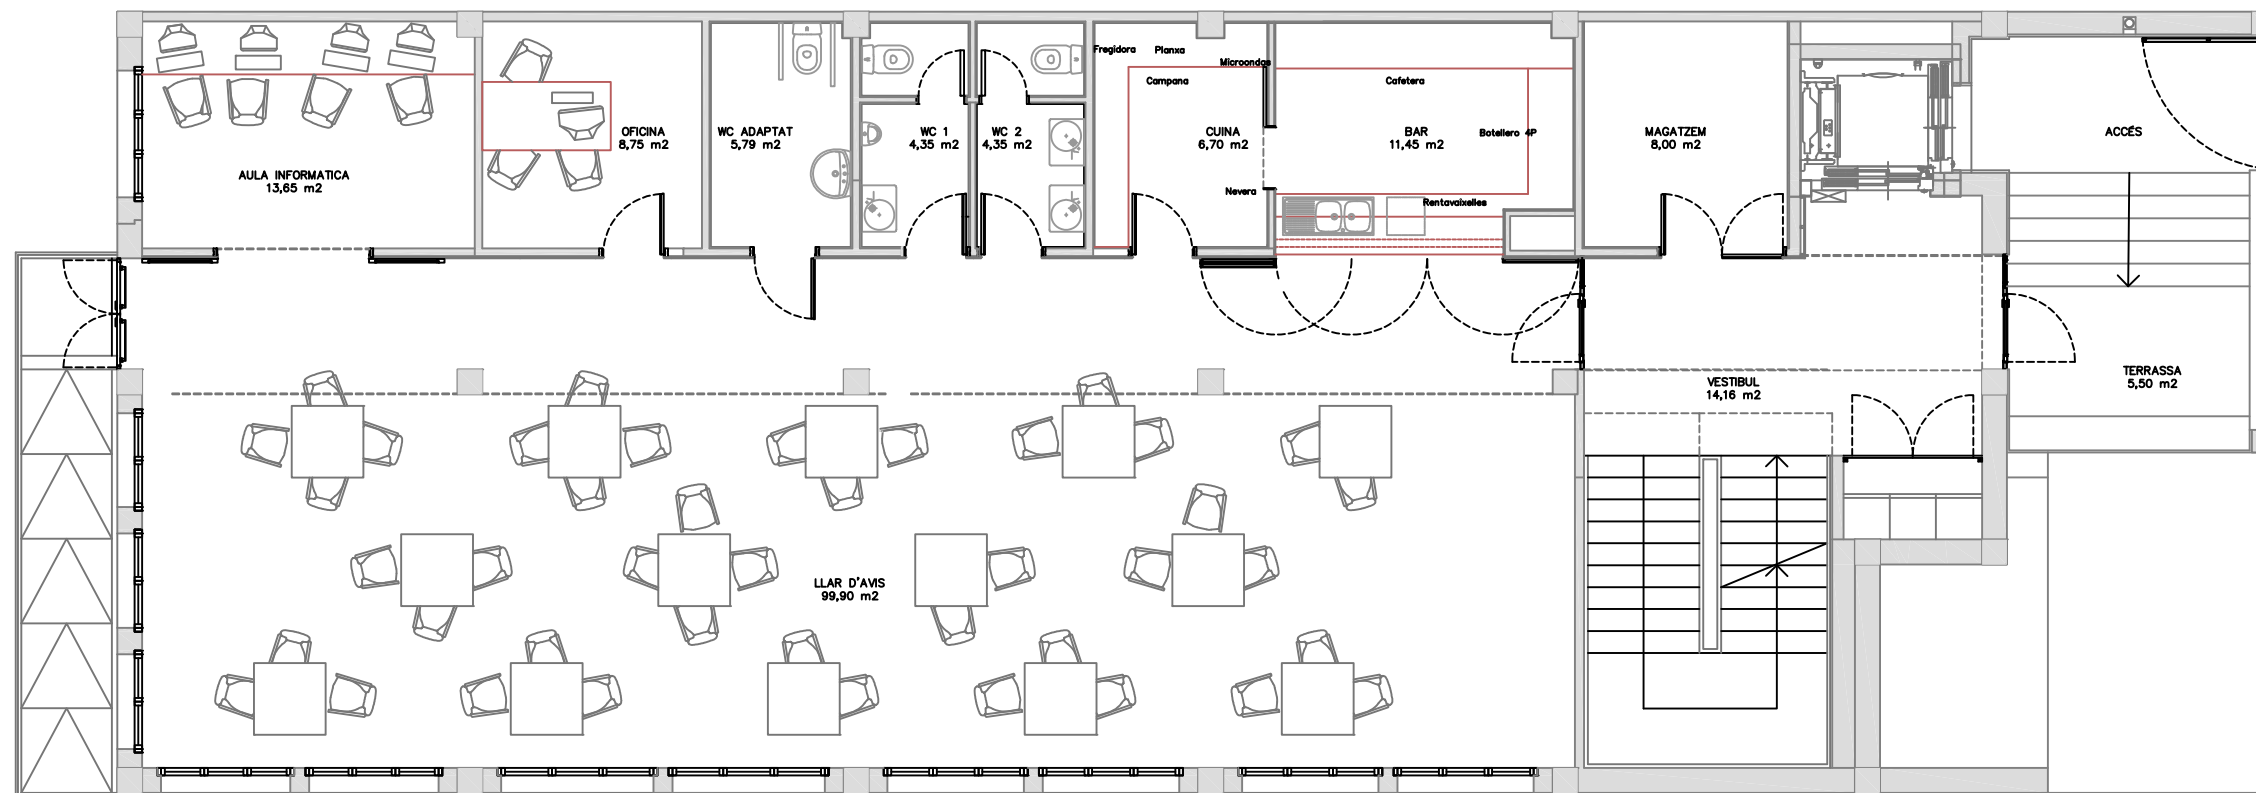 Fregidora
Planxa
Microondas
Campana
Cafetera
OFICINA
8,75 m2
WC ADAPTAT
5,79 m2
WC 1
4,35 m2
WC 2
4,35 m2
CUINA
6,70 m2
BAR
11,45 m2
Botellero 4P
MAGATZEM
8,00 m2
ACCÉS
AULA INFORMATICA
13,65 m2
Nevera
Rentavaixelles
VESTIBUL
14,16 m2
TERRASSA
5,50 m2
LLAR D'AVIS
99,90 m2